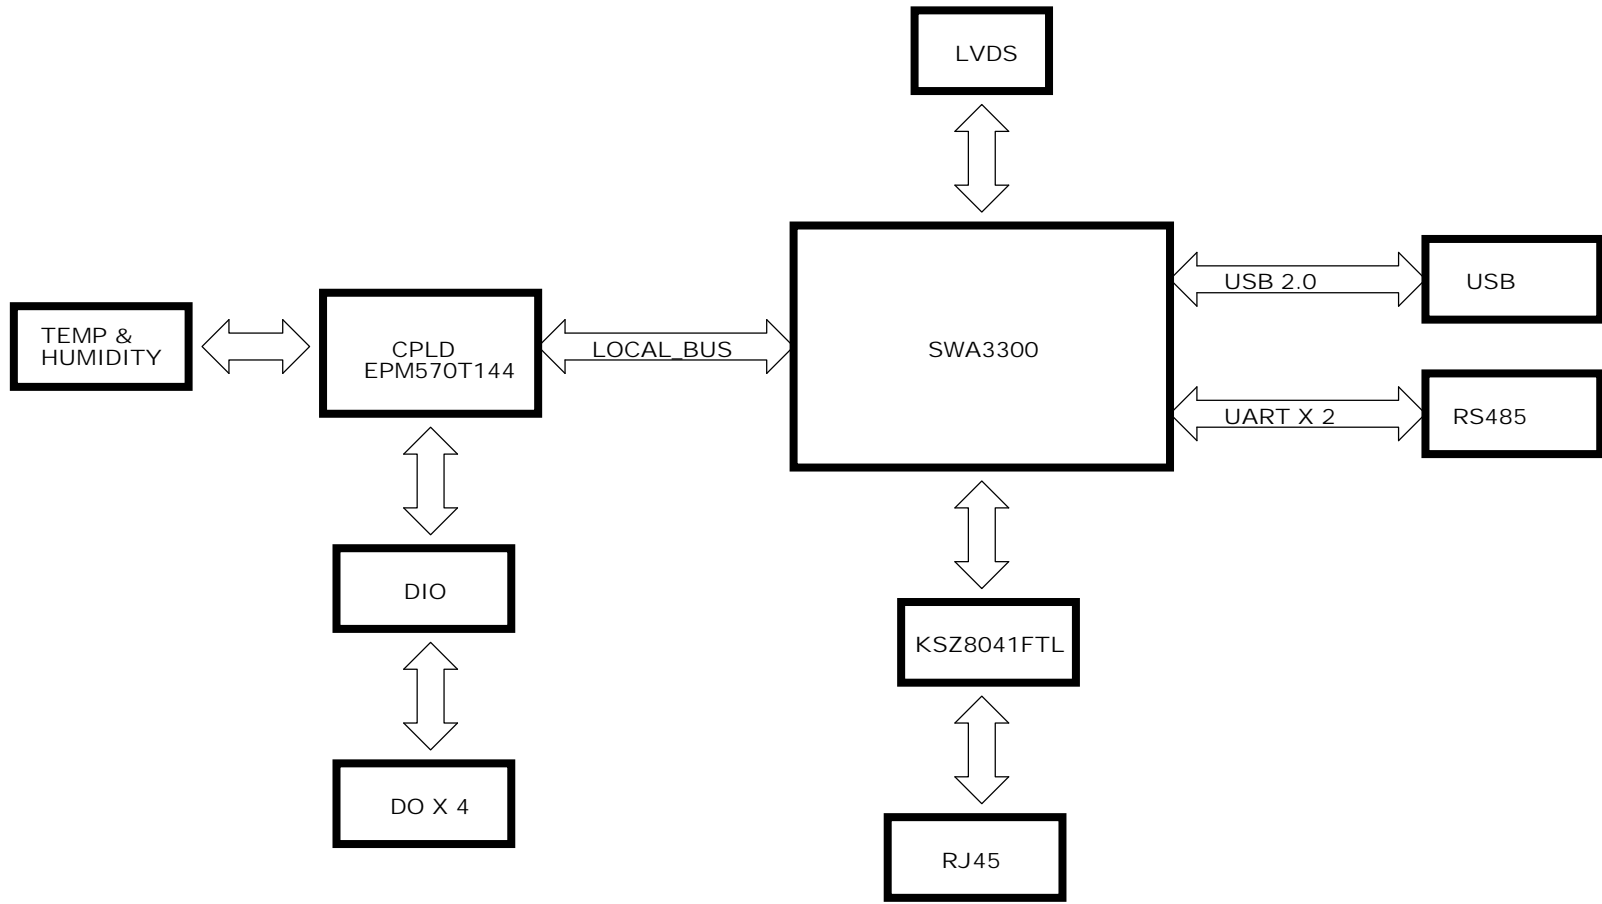 LVDS
USB 2.0
USB
TEMP &
HUMIDITY
CPLD
EPM570T144
LOCAL_BUS
SWA3300
UART X 2
RS485
DIO
KSZ8041FTL
DO X 4
RJ45